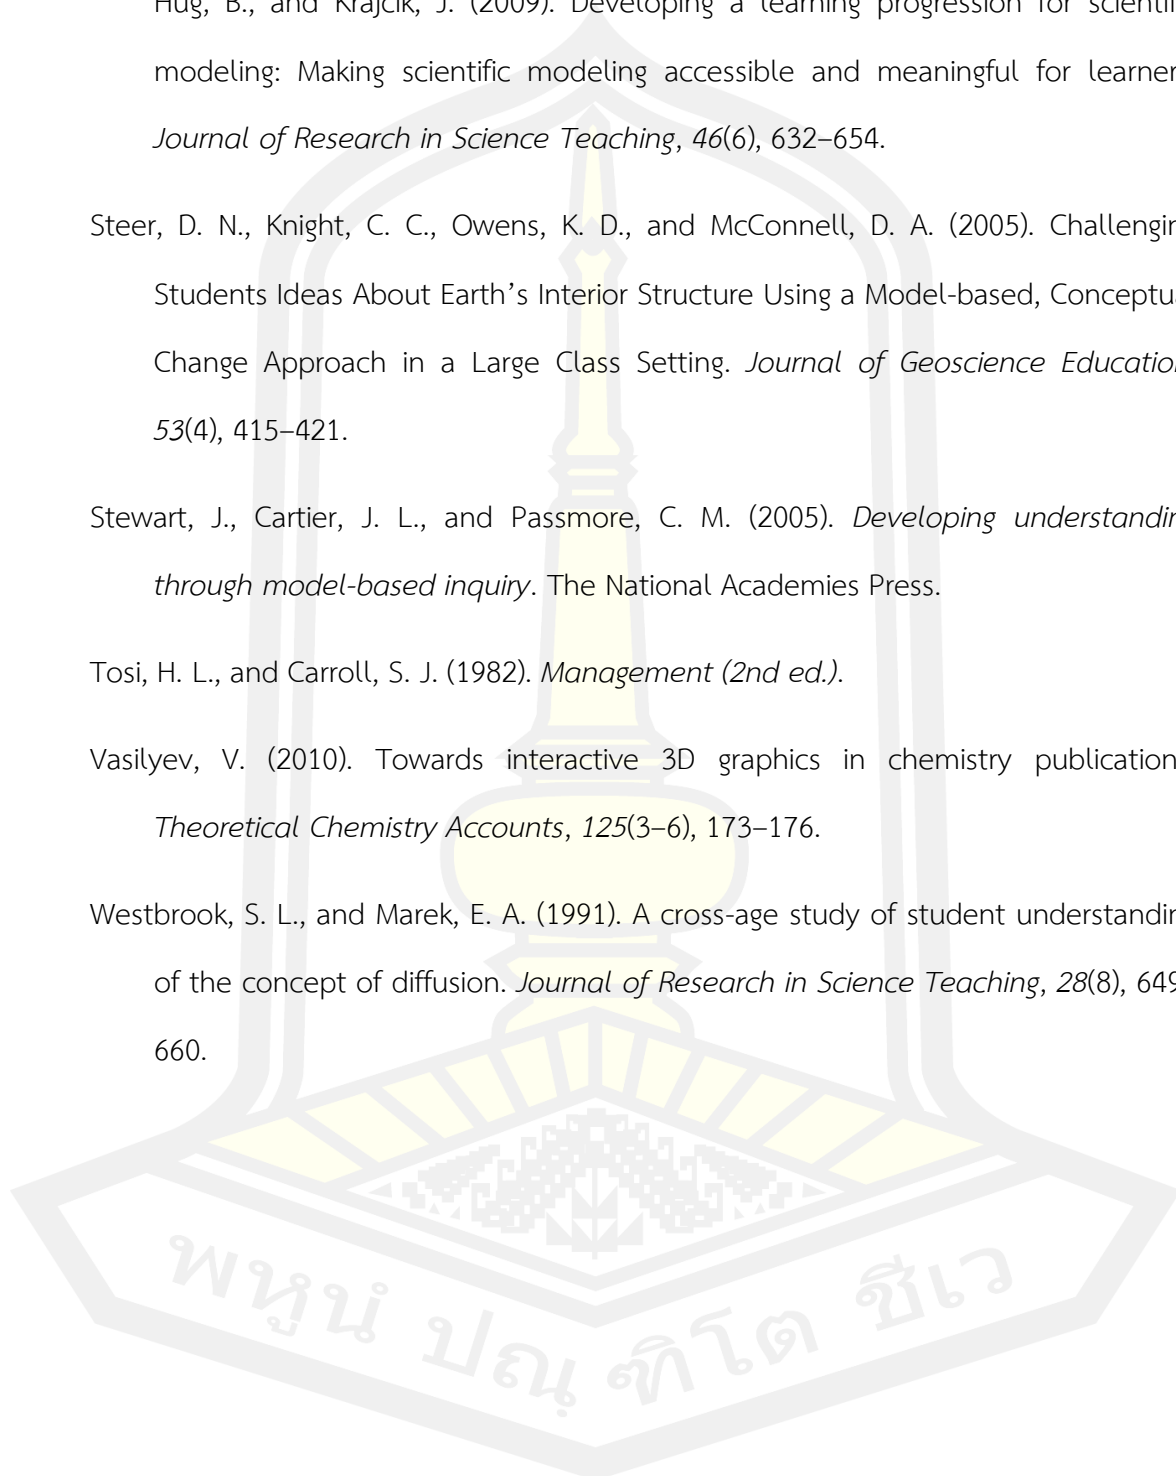 Hug, B., and Krajcik, J. (2009). Developing a learning progression for scientif
modeling: Making scientific modeling accessible and meaningful for learner
Journal of Research in Science Teaching, 46(6), 632–654.
Steer, D. N., Knight, C. C., Owens, K. D., and McConnell, D. A. (2005). Challengin
Students Ideas About Earth’s Interior Structure Using a Model-based, Conceptu
Change Approach in a Large Class Setting. Journal of Geoscience Education
53(4), 415–421.
Stewart, J., Cartier, J. L., and Passmore, C. M. (2005). Developing understandin
through model-based inquiry. The National Academies Press.
Tosi, H. L., and Carroll, S. J. (1982). Management (2nd ed.).
Vasilyev, V. (2010). Towards interactive 3D graphics in chemistry publication
Theoretical Chemistry Accounts, 125(3–6), 173–176.
Westbrook, S. L., and Marek, E. A. (1991). A cross-age study of student understandin
of the concept of diffusion. Journal of Research in Science Teaching, 28(8), 649
660.
พหูนํ ปณฺฑิโต ชีเว